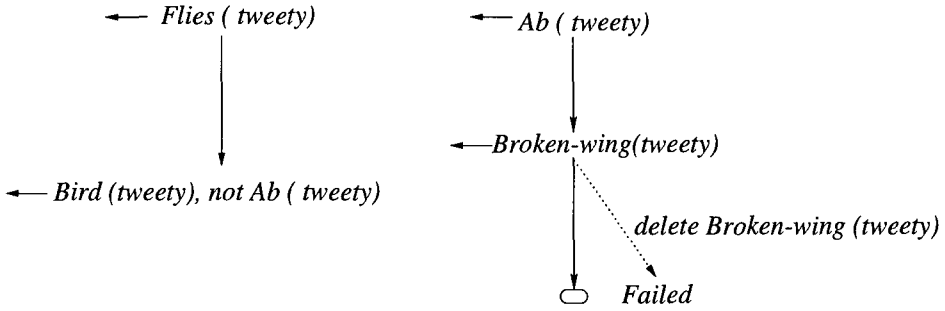 ← Flies ( tweety)
← Bird (tweety), not Ab ( tweety)
← Ab ( tweety)
← Broken-wing(tweety)
delete Broken-wing (tweety)
Failed